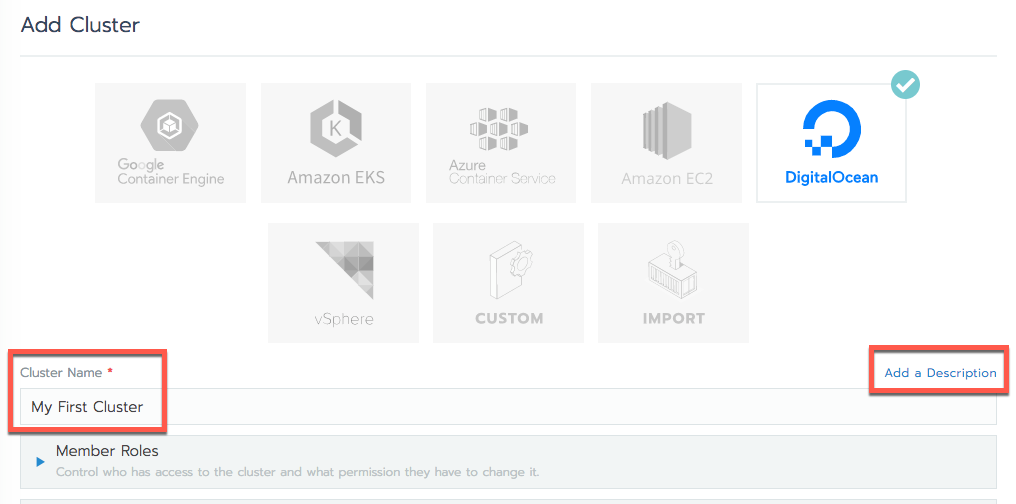 Add Cluster
Google
Container Engine
Amazon EKS
Azure
Container Service
Amazon EC2
DigitalOcean
vSphere
CUSTOM
IMPORT
Cluster Name *
Add a Description
My First Cluster
Member Roles
Control who has access to the cluster and what permission they have to change it.